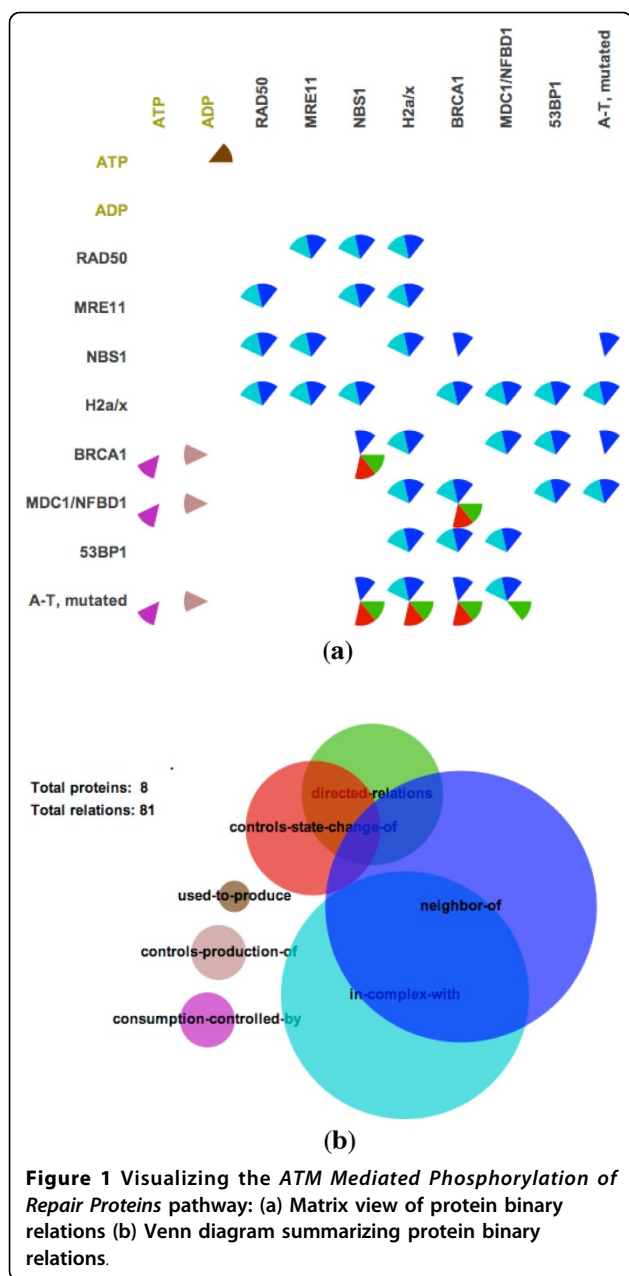 ATP
ADP
RAD50
MRE11
NBS1
H2a/x
BRCA1
MDC1/NFBD1
53BP1
A-T, mutated
ATP
ADP
RAD50
MRE11
NBS1
H2a/x
BRCA1
MDC1/NFBD1
53BP1
A-T, mutated
(a)
Total proteins: 8
Total relations: 81
directed-relations
controls-state-change-of
used-to-produce
neighbor-of
controls-production-of
in-complex-with
consumption-controlled-by
(b)
Figure 1 Visualizing the ATM Mediated Phosphorylation of
Repair Proteins pathway: (a) Matrix view of protein binary
relations (b) Venn diagram summarizing protein binary
relations.